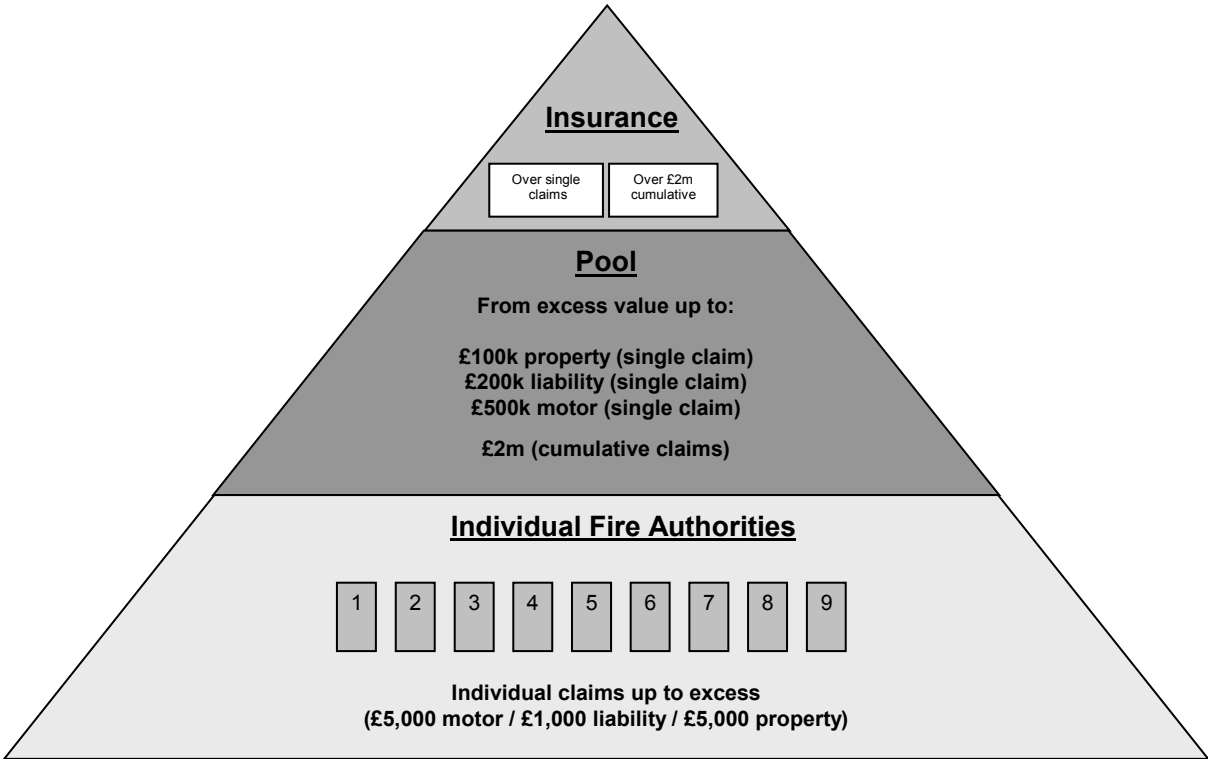 Insurance
Over single
claims
Over £2m
cumulative
Pool
From excess value up to:
£100k property (single claim)
£200k liability (single claim)
£500k motor (single claim)
£2m (cumulative claims)
Individual Fire Authorities
1 2 3 4 5 6 7 8 9
Individual claims up to excess
(£5,000 motor / £1,000 liability / £5,000 property)